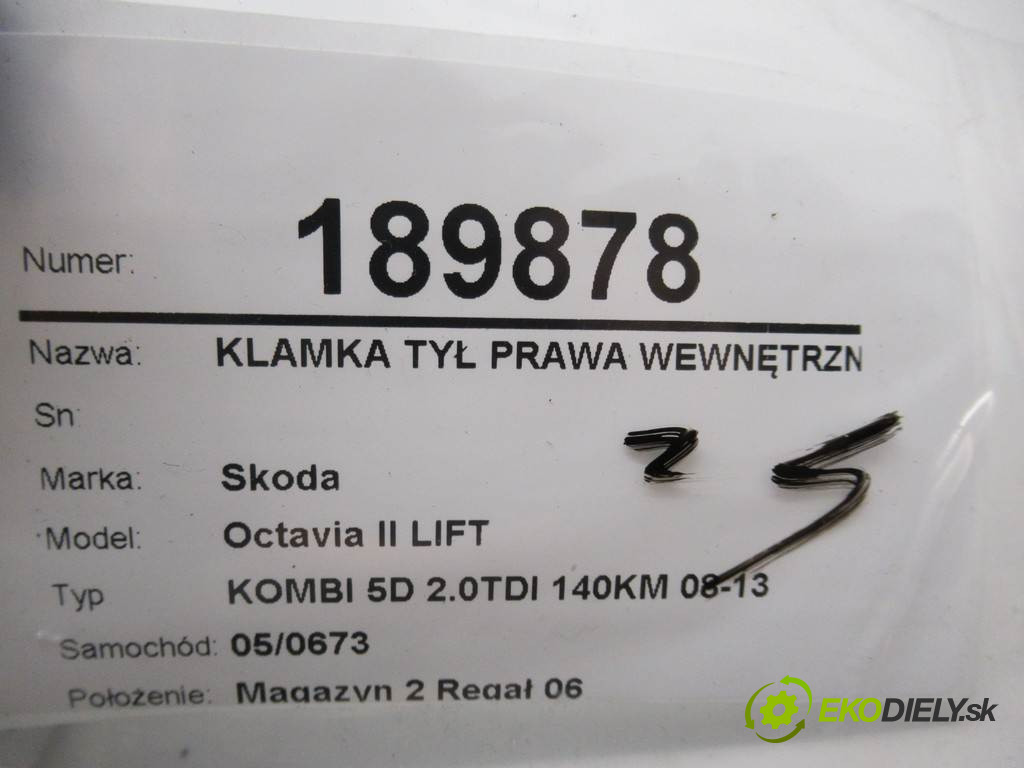 Numer: 189878
Nazwa: KLAMKA TYŁ PRAWA WEWNĘTRZN
Sn
Marka: Skoda
Model: Octavia II LIFT
Typ KOMBI 5D 2.0TDI 140KM 08-13
Samochód: 05/0673
Położenie: Magazyn 2 Regał 06
EKODIELY.sk